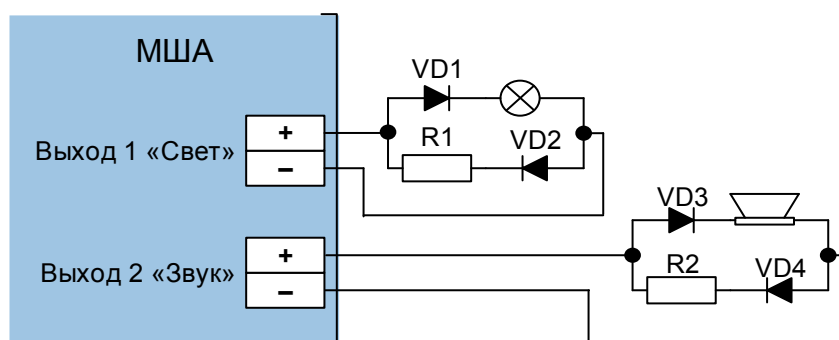 МША
VD1
+
R1
VD2
Выход 1 «Свет»
–
VD3
+
R2
VD4
Выход 2 «Звук»
–